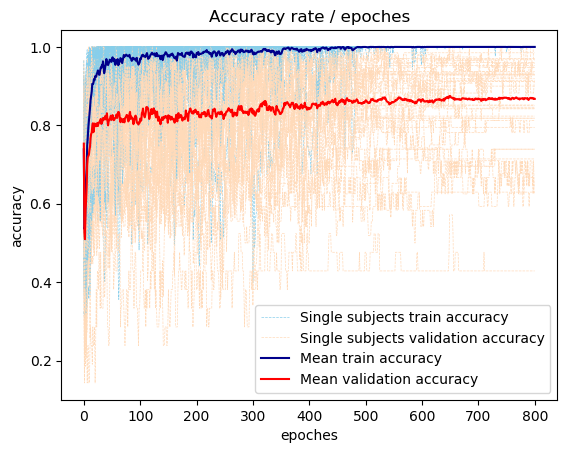 Accuracy rate / epoches
1.0
0.8
0.6
0.4
0.2
accuracy
Single subjects train accuracy
Single subjects validation accuracy
Mean train accuracy
Mean validation accuracy
0 100 200 300 400 500 600 700 800
epoches